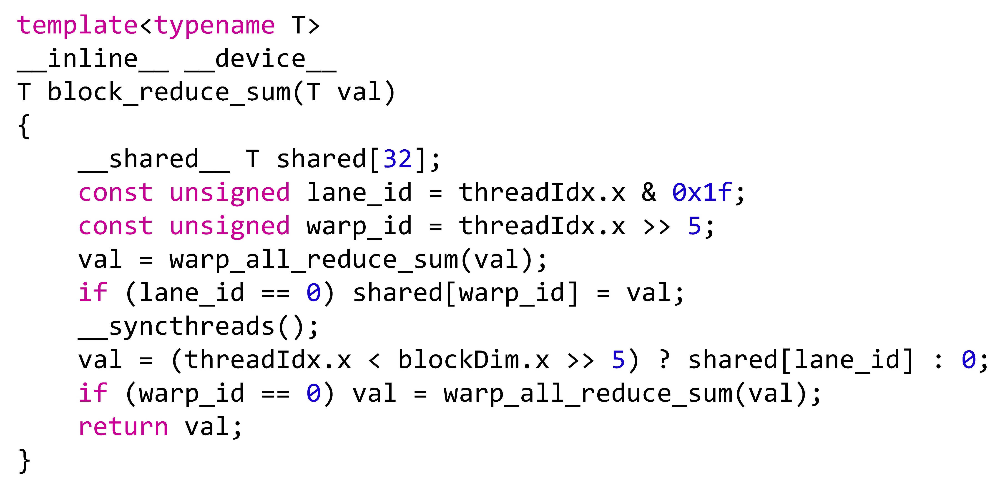 template<typename T>
__inline__ __device__
T block_reduce_sum(T val)
{
    __shared__ T shared[32];
    const unsigned lane_id = threadIdx.x & 0x1f;
    const unsigned warp_id = threadIdx.x >> 5;
    val = warp_all_reduce_sum(val);
    if (lane_id == 0) shared[warp_id] = val;
    __syncthreads();
    val = (threadIdx.x < blockDim.x >> 5) ? shared[lane_id] : 0;
    if (warp_id == 0) val = warp_all_reduce_sum(val);
    return val;
}